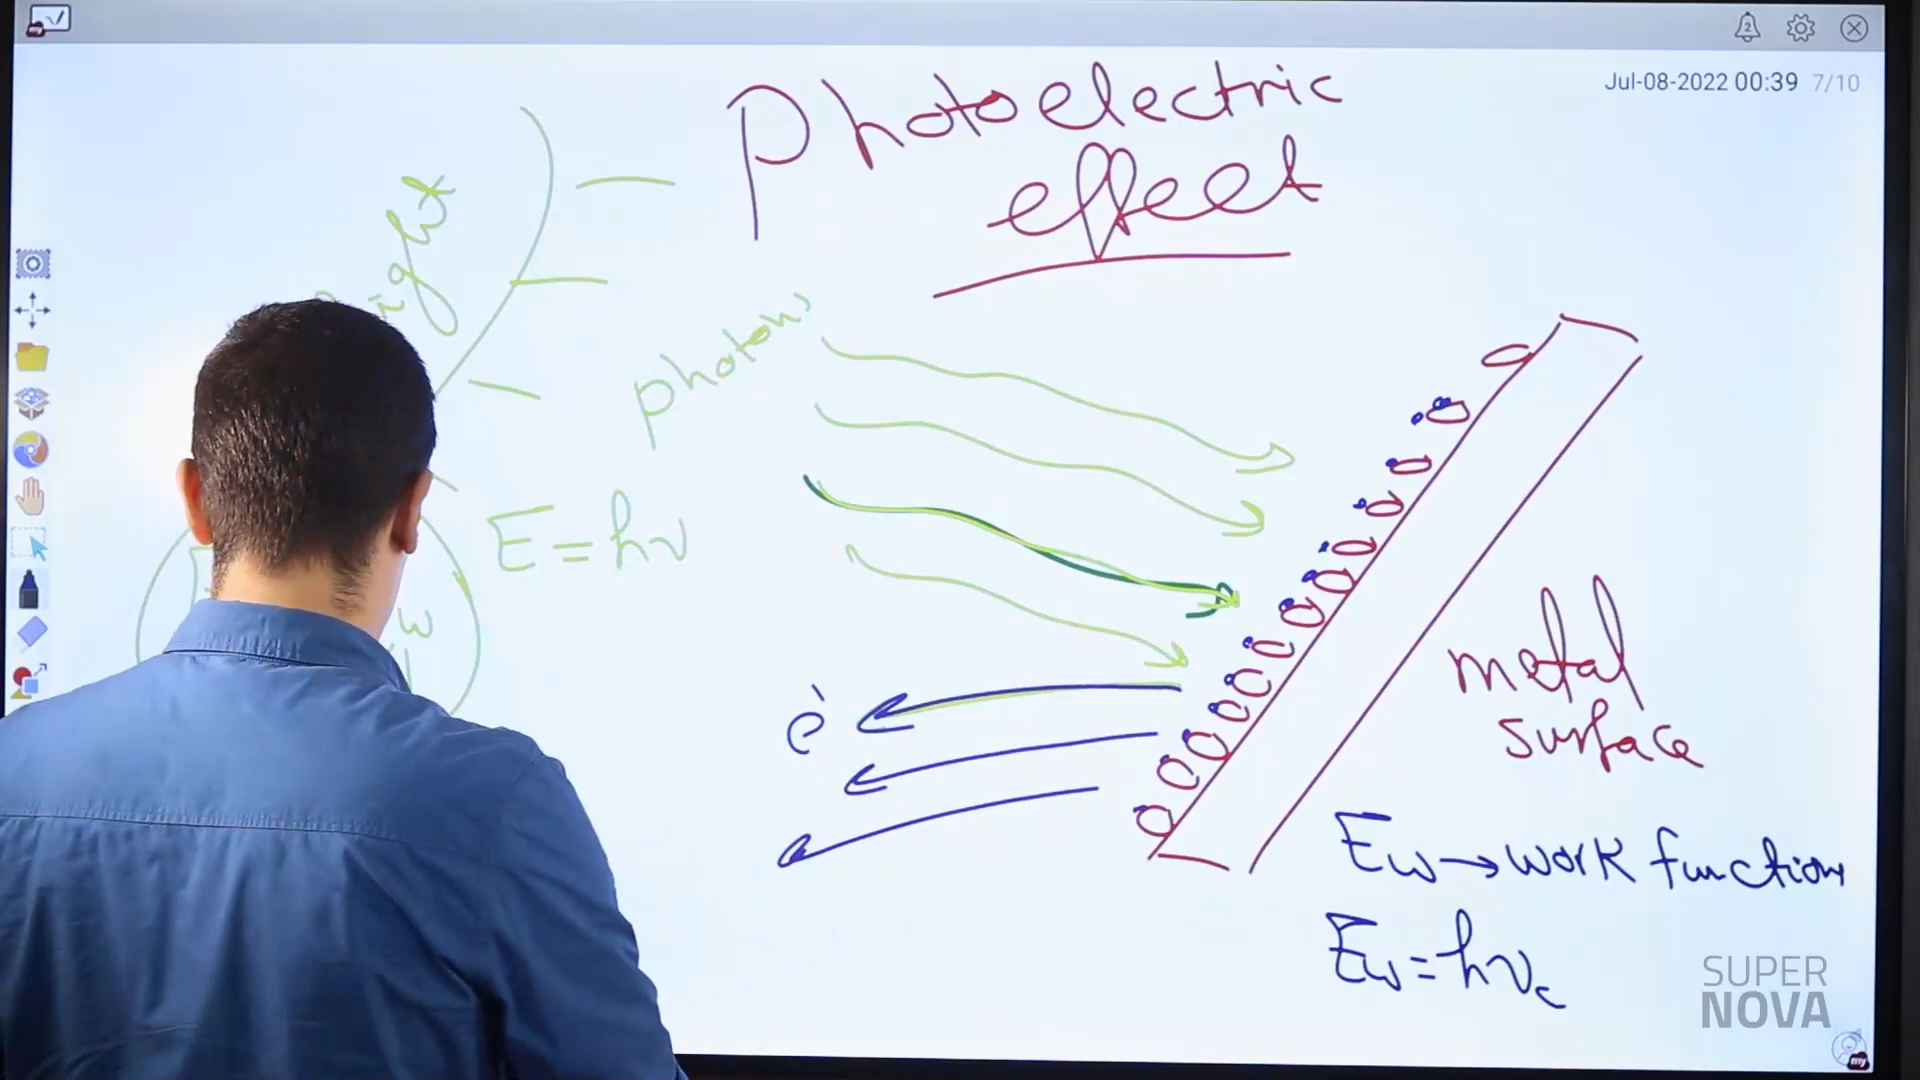 Jul-08-2022 00:39 7/10
Photoelectric
effect
photons
E = hν
e⁻
metal
surface
Ew → work function
Ew = hνc
SUPER
NOVA